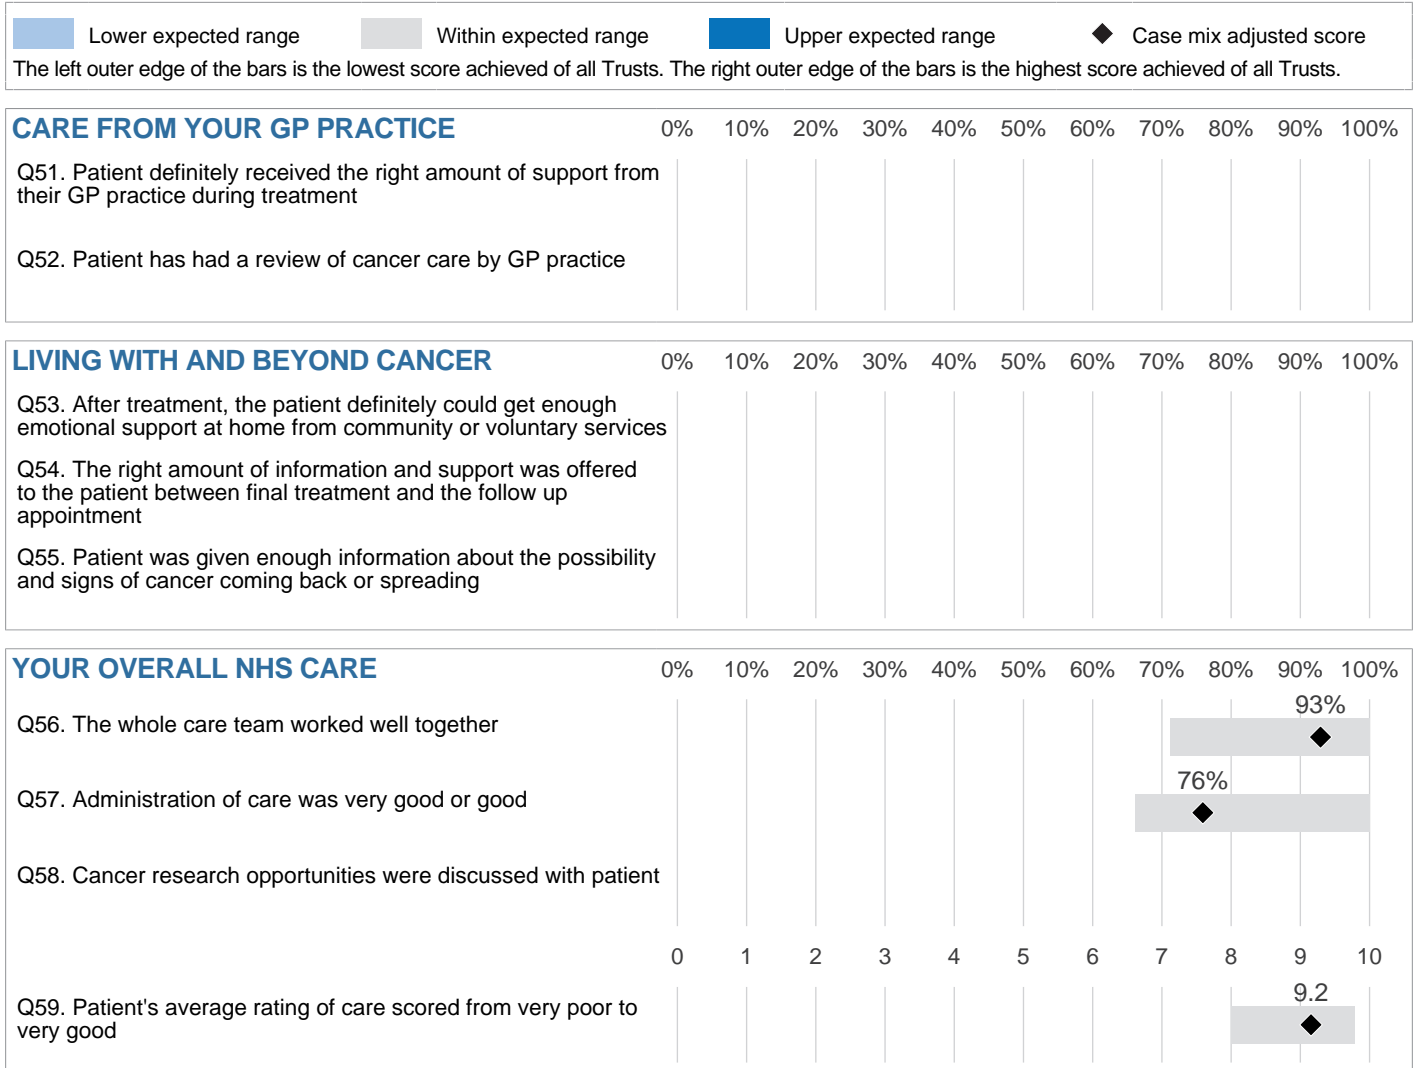 Lower expected range Within expected range Upper expected range Case mix adjusted score
The left outer edge of the bars is the lowest score achieved of all Trusts. The right outer edge of the bars is the highest score achieved of all Trusts.
CARE FROM YOUR GP PRACTICE 0% 10% 20% 30% 40% 50% 60% 70% 80% 90% 100%
Q51. Patient definitely received the right amount of support from
their GP practice during treatment
Q52. Patient has had a review of cancer care by GP practice
LIVING WITH AND BEYOND CANCER 0% 10% 20% 30% 40% 50% 60% 70% 80% 90% 100%
Q53. After treatment, the patient definitely could get enough
emotional support at home from community or voluntary services
Q54. The right amount of information and support was offered
to the patient between final treatment and the follow up
appointment
Q55. Patient was given enough information about the possibility
and signs of cancer coming back or spreading
YOUR OVERALL NHS CARE 0% 10% 20% 30% 40% 50% 60% 70% 80% 90% 100%
93%
Q56. The whole care team worked well together
76%
Q57. Administration of care was very good or good
Q58. Cancer research opportunities were discussed with patient
0 1 2 3 4 5 6 7 8 9 10
9.2
Q59. Patient's average rating of care scored from very poor to
very good